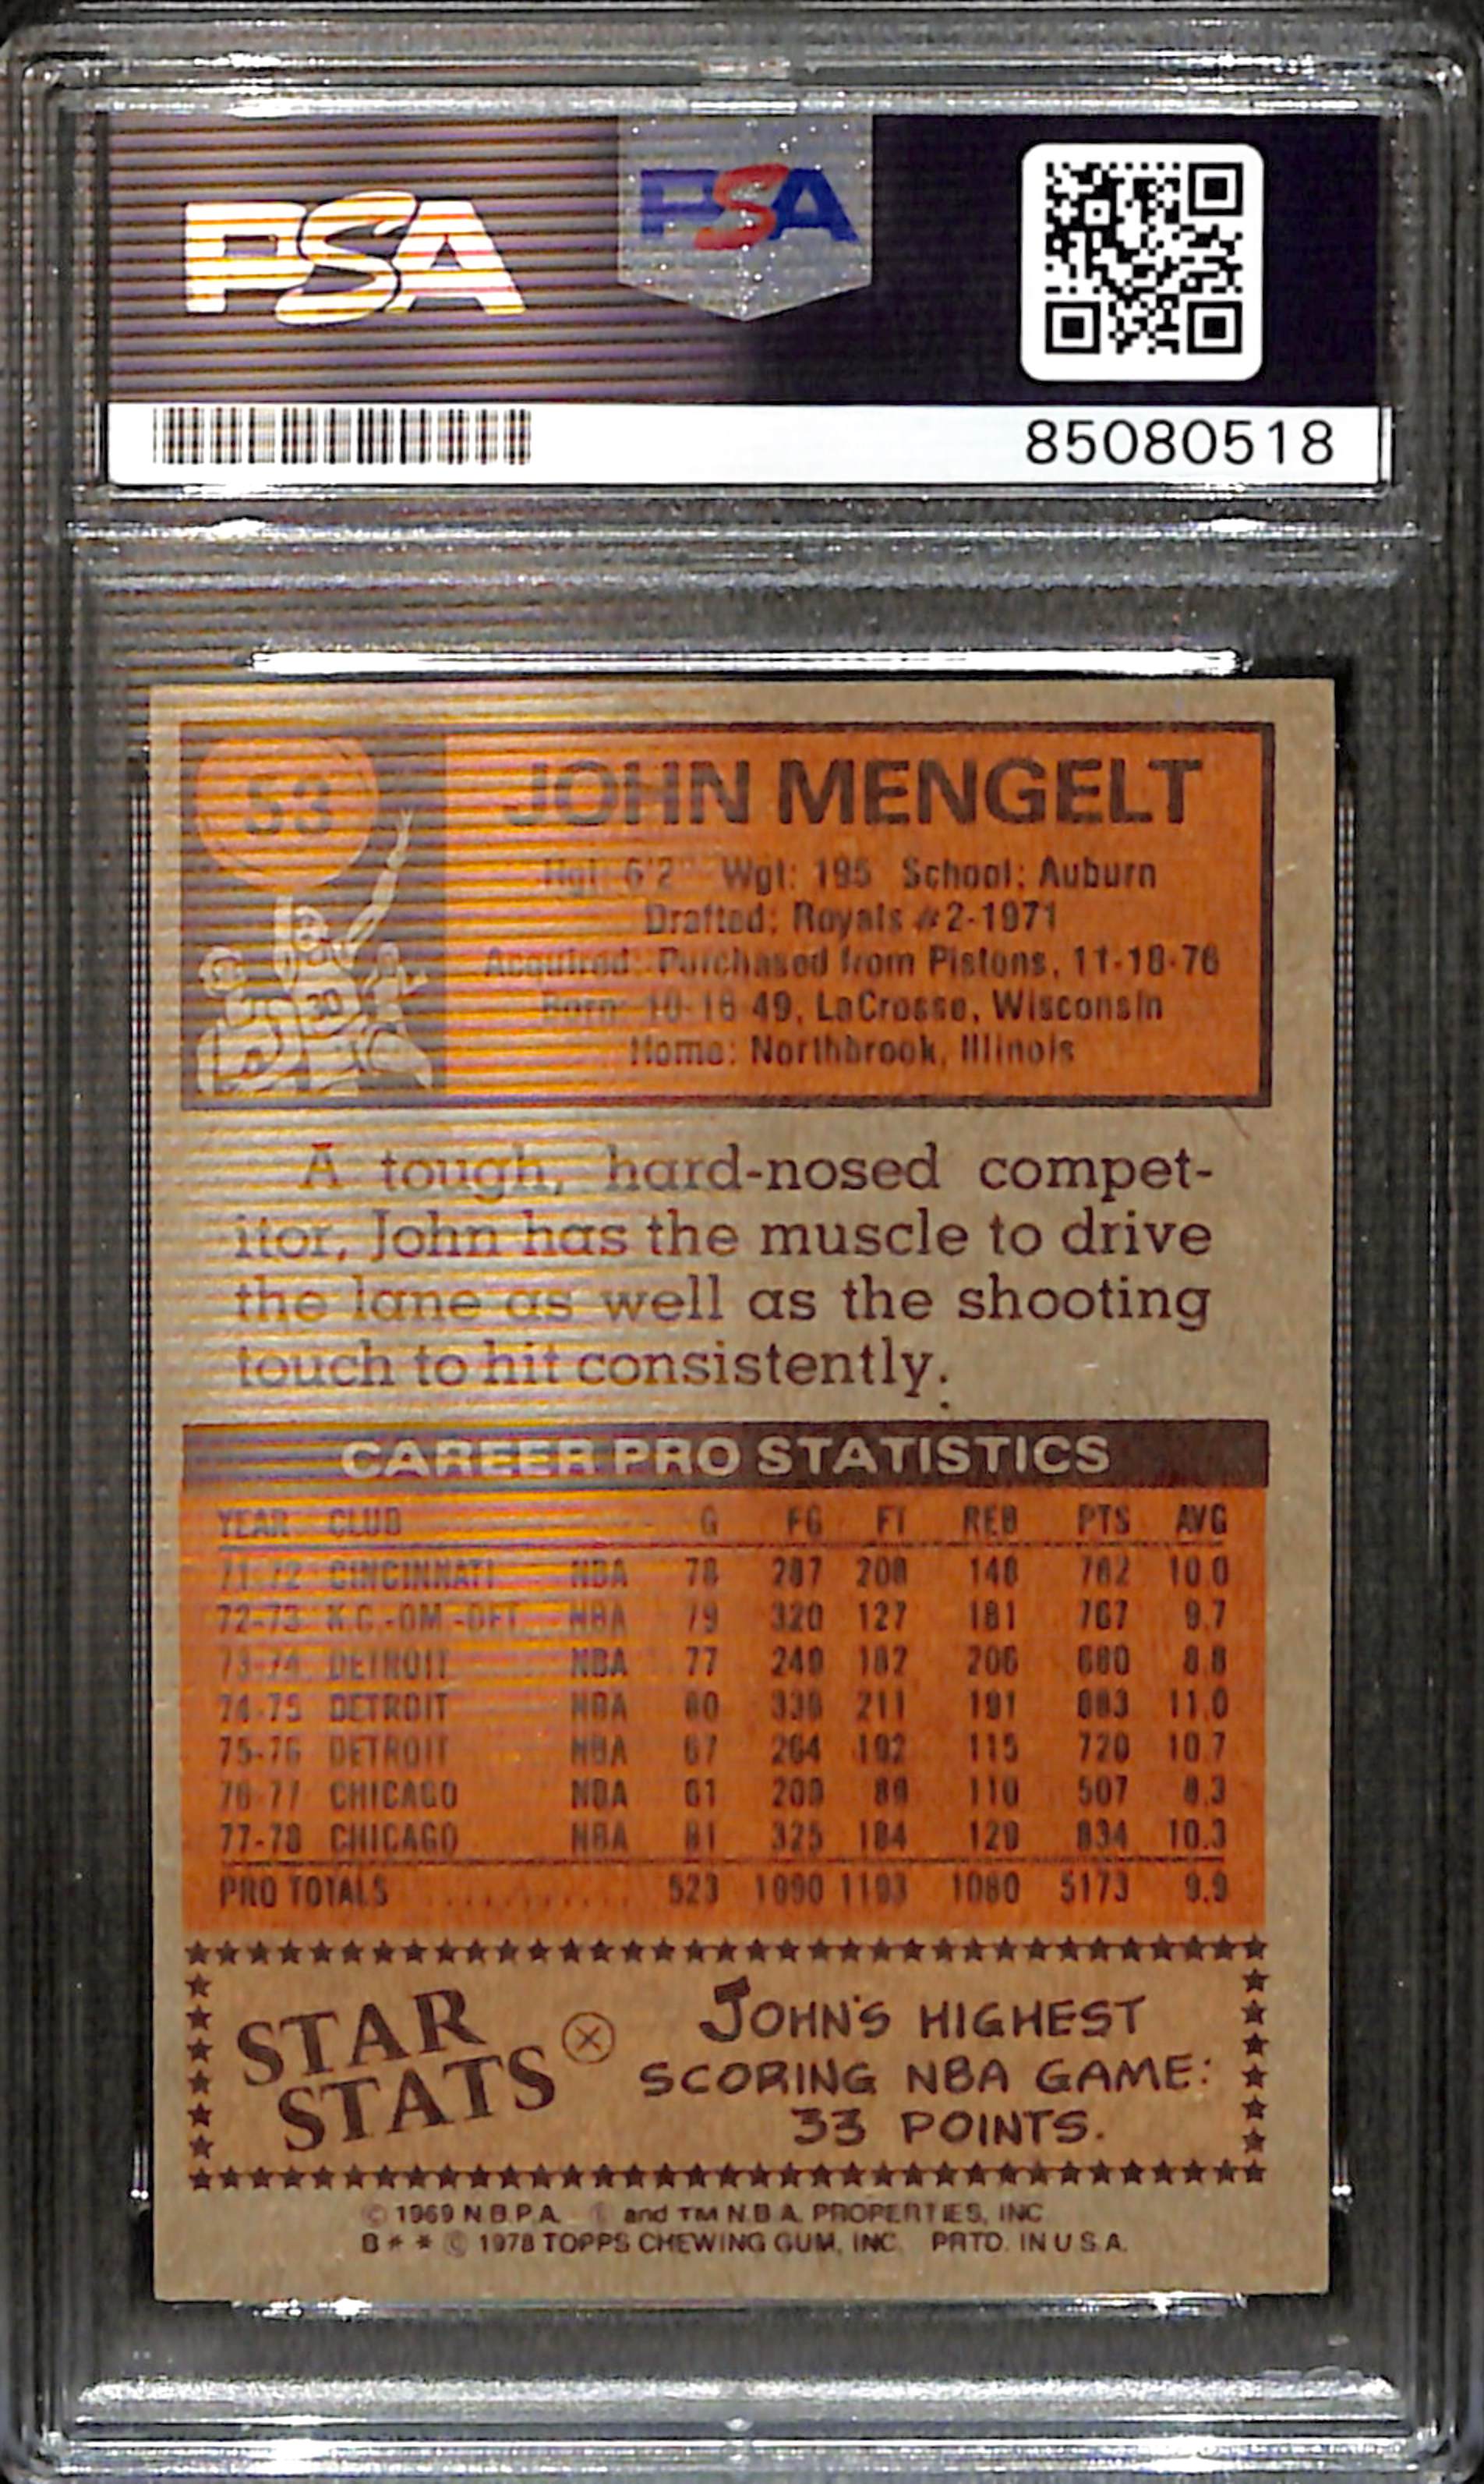 PSA
PSA
85080518
53
JOHN MENGELT
Hgt: 6'2" Wgt: 195 School: Auburn
Drafted: Royals #2-1971
Acquired: Purchased from Pistons, 11-18-76
Born: 10-16-49, LaCrosse, Wisconsin
Home: Northbrook, Illinois
A tough, hard-nosed compet-
itor, John has the muscle to drive
the lane as well as the shooting
touch to hit consistently.
CAREER PRO STATISTICS
YEAR CLUB G FG FT REB PTS AVG
71-72 CINCINNATI NBA 78 287 208 148 782 10.0
72-73 K.C.-OM.-DET. NBA 79 320 127 181 767 9.7
73-74 DETROIT NBA 77 249 182 206 680 8.8
74-75 DETROIT NBA 80 336 211 191 883 11.0
75-76 DETROIT NBA 67 264 192 115 720 10.7
76-77 CHICAGO NBA 61 209 89 110 507 8.3
77-78 CHICAGO NBA 81 325 184 129 834 10.3
PRO TOTALS 523 1990 1193 1080 5173 9.9
STAR
STATS
JOHN'S HIGHEST
SCORING NBA GAME:
33 POINTS.
© 1969 N.B.P.A. and TM N.B.A. PROPERTIES, INC.
B * * © 1978 TOPPS CHEWING GUM, INC. PRTD. IN U.S.A.